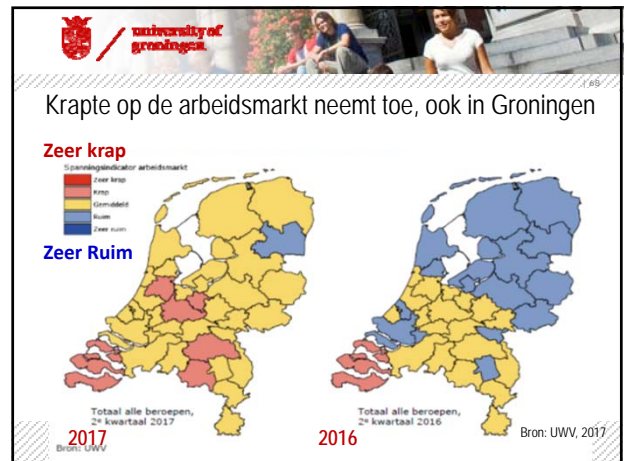 university of
groningen
| 68
Krapte op de arbeidsmarkt neemt toe, ook in Groningen
Zeer krap
Spanningsindicator arbeidsmarkt
Zeer krap
Krap
Gemiddeld
Ruim
Zeer ruim
Zeer Ruim
Totaal alle beroepen,
2e kwartaal 2017
Totaal alle beroepen,
2e kwartaal 2016
2017
2016
Bron: UWV, 2017
Bron: UWV